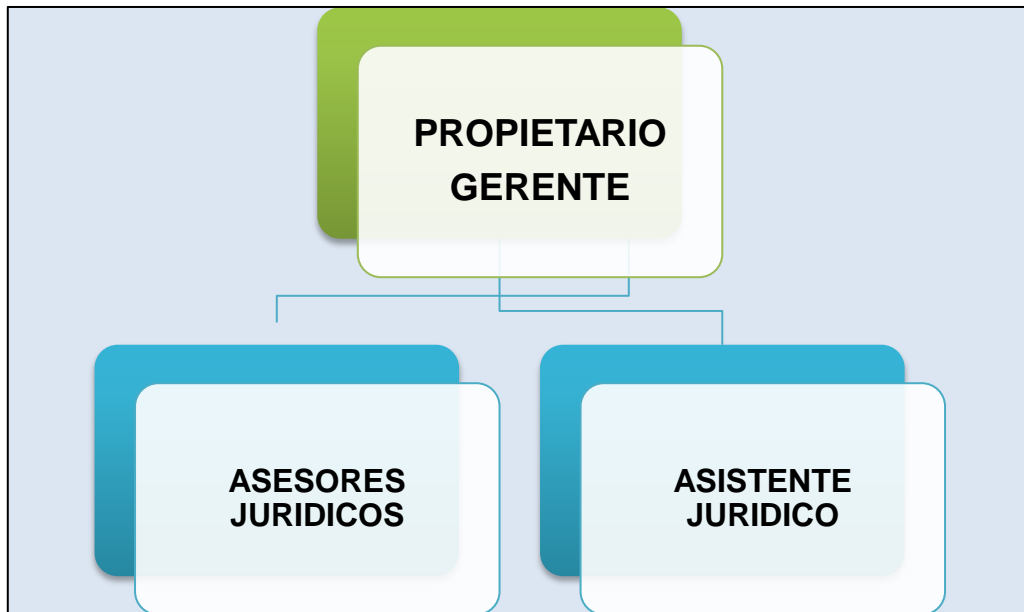 PROPIETARIO
GERENTE
ASESORES
JURIDICOS
ASISTENTE
JURIDICO